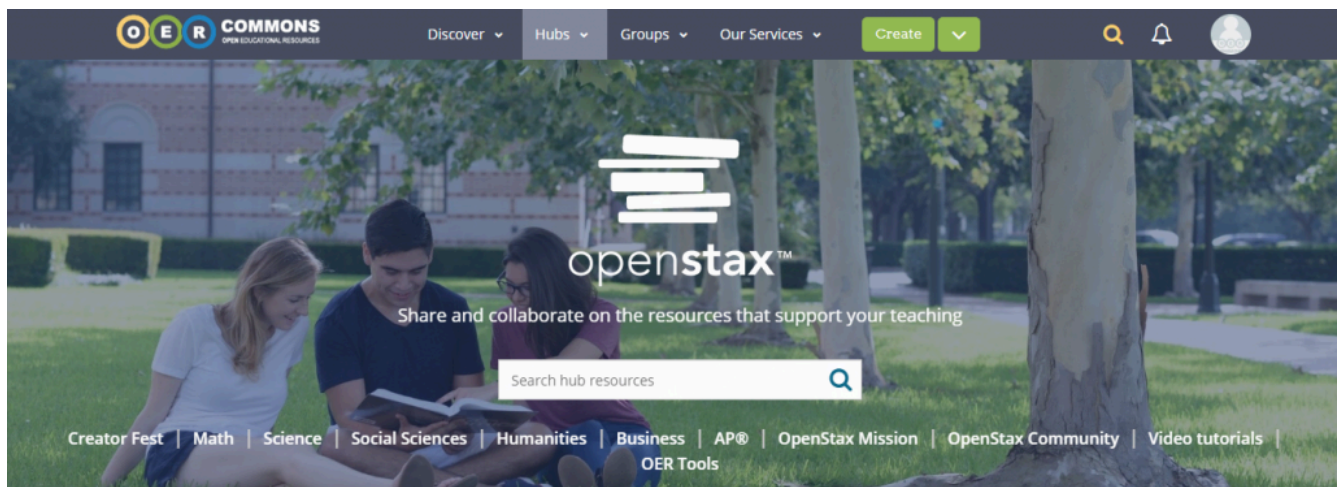 OER COMMONS
OPEN EDUCATIONAL RESOURCES
Discover Hubs Groups Our Services Create
openstax™
Share and collaborate on the resources that support your teaching
Search hub resources
Creator Fest | Math | Science | Social Sciences | Humanities | Business | AP® | OpenStax Mission | OpenStax Community | Video tutorials |
OER Tools